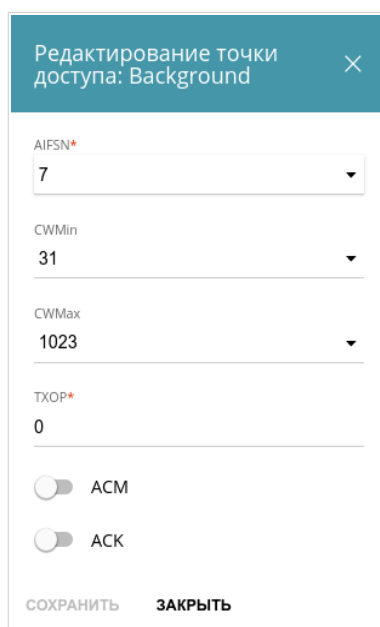 Редактирование точки
доступа: Background
AIFSN*
7
CWMin
31
CWMax
1023
TXOP*
0
ACM
ACK
СОХРАНИТЬ ЗАКРЫТЬ